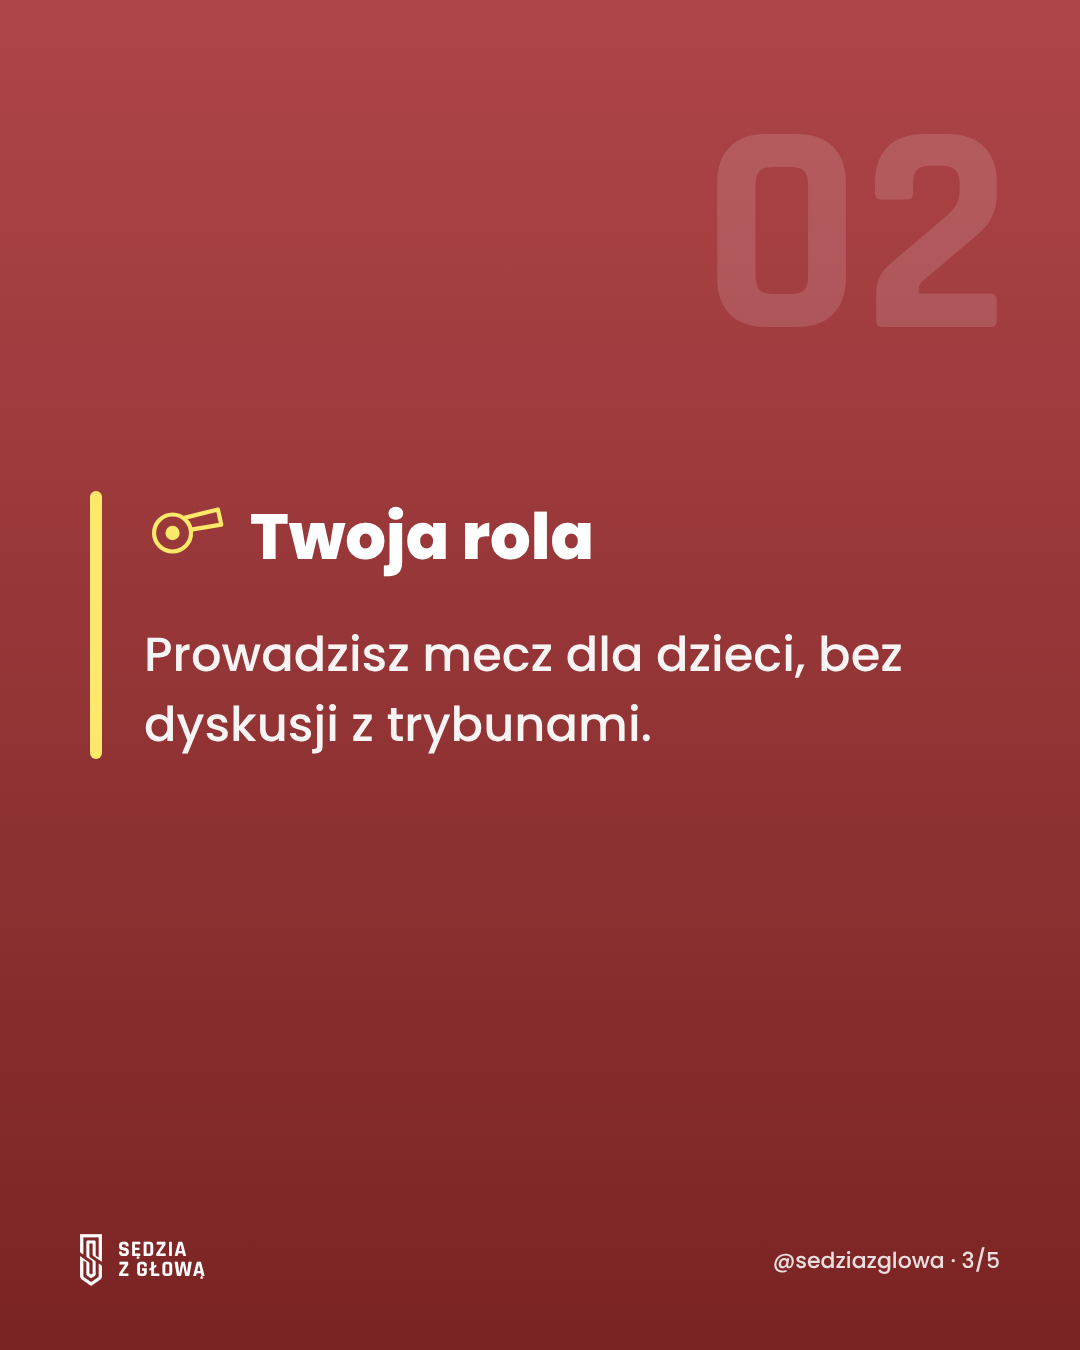 02
Twoja rola
Prowadzisz mecz dla dzieci, bez
dyskusji z trybunami.
SĘDZIA
Z GŁOWĄ
@sedziazglowa · 3/5